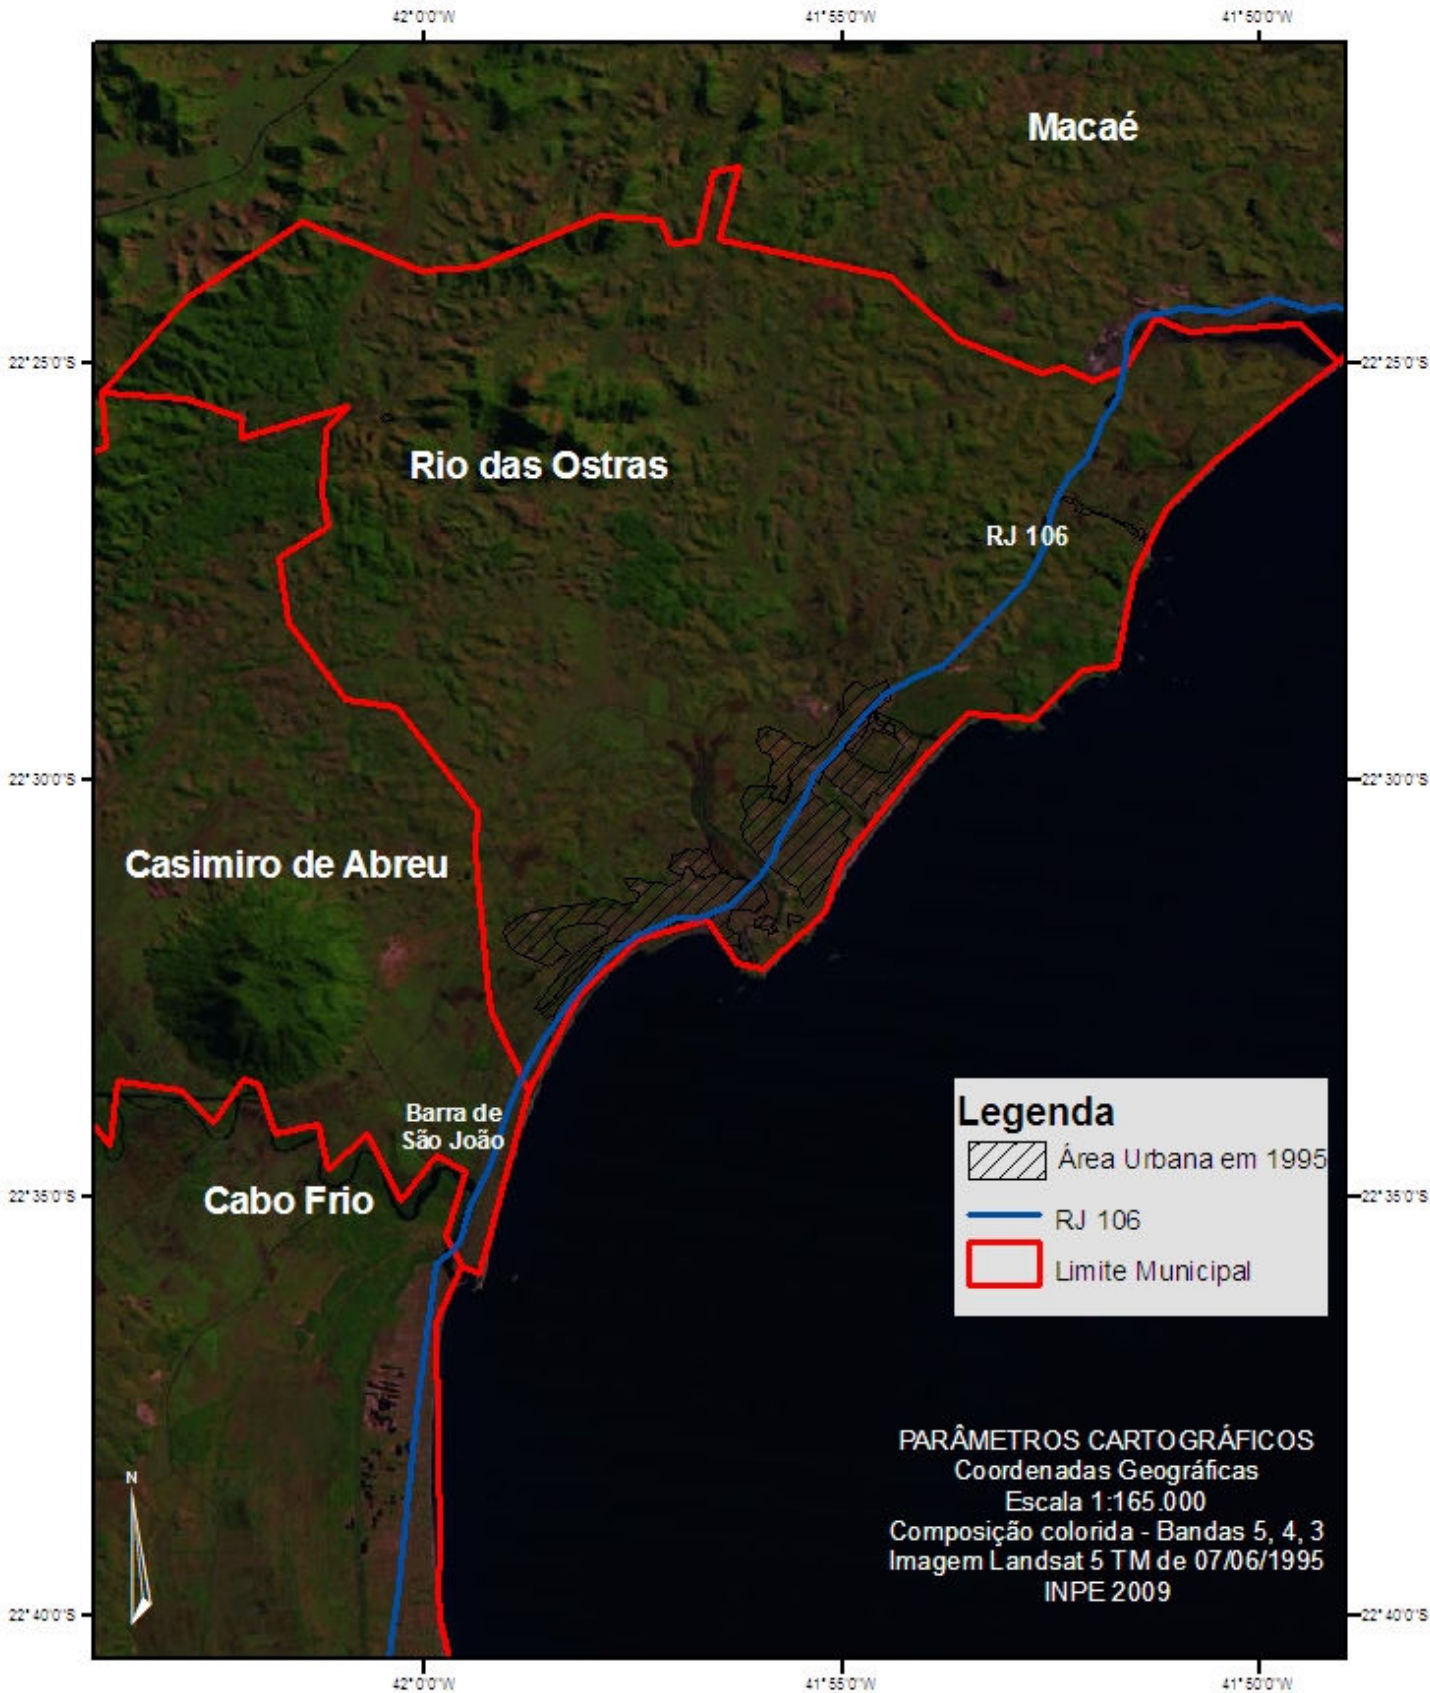 42°0'0"W
41°55'0"W
41°50'0"W
Macaé
22°25'0"S
22°25'0"S
Rio das Ostras
RJ 106
22°30'0"S
22°30'0"S
Casimiro de Abreu
Barra de
São João
Cabo Frio
22°35'0"S
22°35'0"S
Legenda
Área Urbana em 1995
RJ 106
Limite Municipal
PARÂMETROS CARTOGRÁFICOS
Coordenadas Geográficas
Escala 1:165.000
Composição colorida - Bandas 5, 4, 3
Imagem Landsat 5 TM de 07/06/1995
INPE 2009
N
22°40'0"S
22°40'0"S
42°0'0"W
41°55'0"W
41°50'0"W